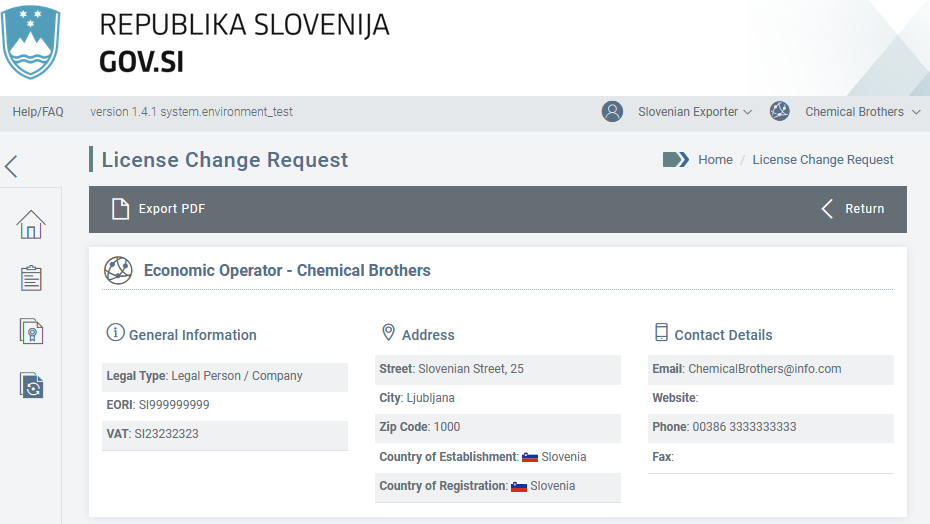 REPUBLIKA SLOVENIJA
GOV.SI
Help/FAQ version 1.4.1 system.environment_test Slovenian Exporter Chemical Brothers
License Change Request Home / License Change Request
Export PDF Return
Economic Operator - Chemical Brothers
General Information
Legal Type: Legal Person / Company
EORI: SI999999999
VAT: SI23232323
Address
Street: Slovenian Street, 25
City: Ljubljana
Zip Code: 1000
Country of Establishment: Slovenia
Country of Registration: Slovenia
Contact Details
Email: ChemicalBrothers@info.com
Website:
Phone: 00386 3333333333
Fax: